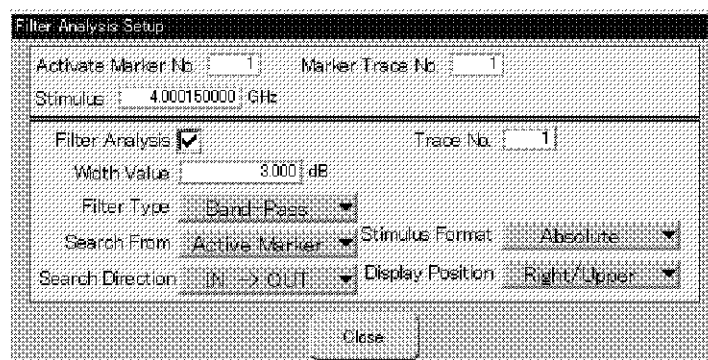 Filter Analysis Setup
Activate Marker No. 1 Marker Trace No. 1
Stimulus 4.000150000 GHz
Filter Analysis Trace No. 1
Width Value 3.000 dB
Filter Type Band-Pass
Search From Active Marker Stimulus Format Absolute
Search Direction IN -> OUT Display Position Right/Upper
Close